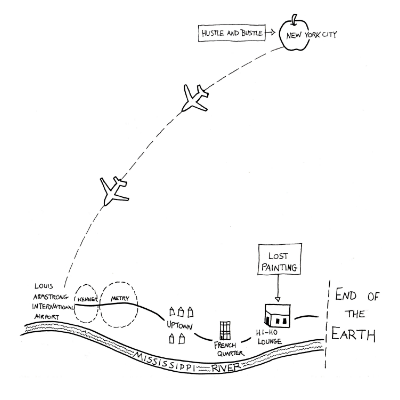 HUSTLE AND BUSTLE
NEW YORK CITY
LOST
PAINTING
LOUIS
ARMSTRONG
INTERNATIONAL
AIRPORT
KENNER
METRY
UPTOWN
FRENCH
QUARTER
HI-HO
LOUNGE
END OF
THE
EARTH
MISSISSIPPI RIVER